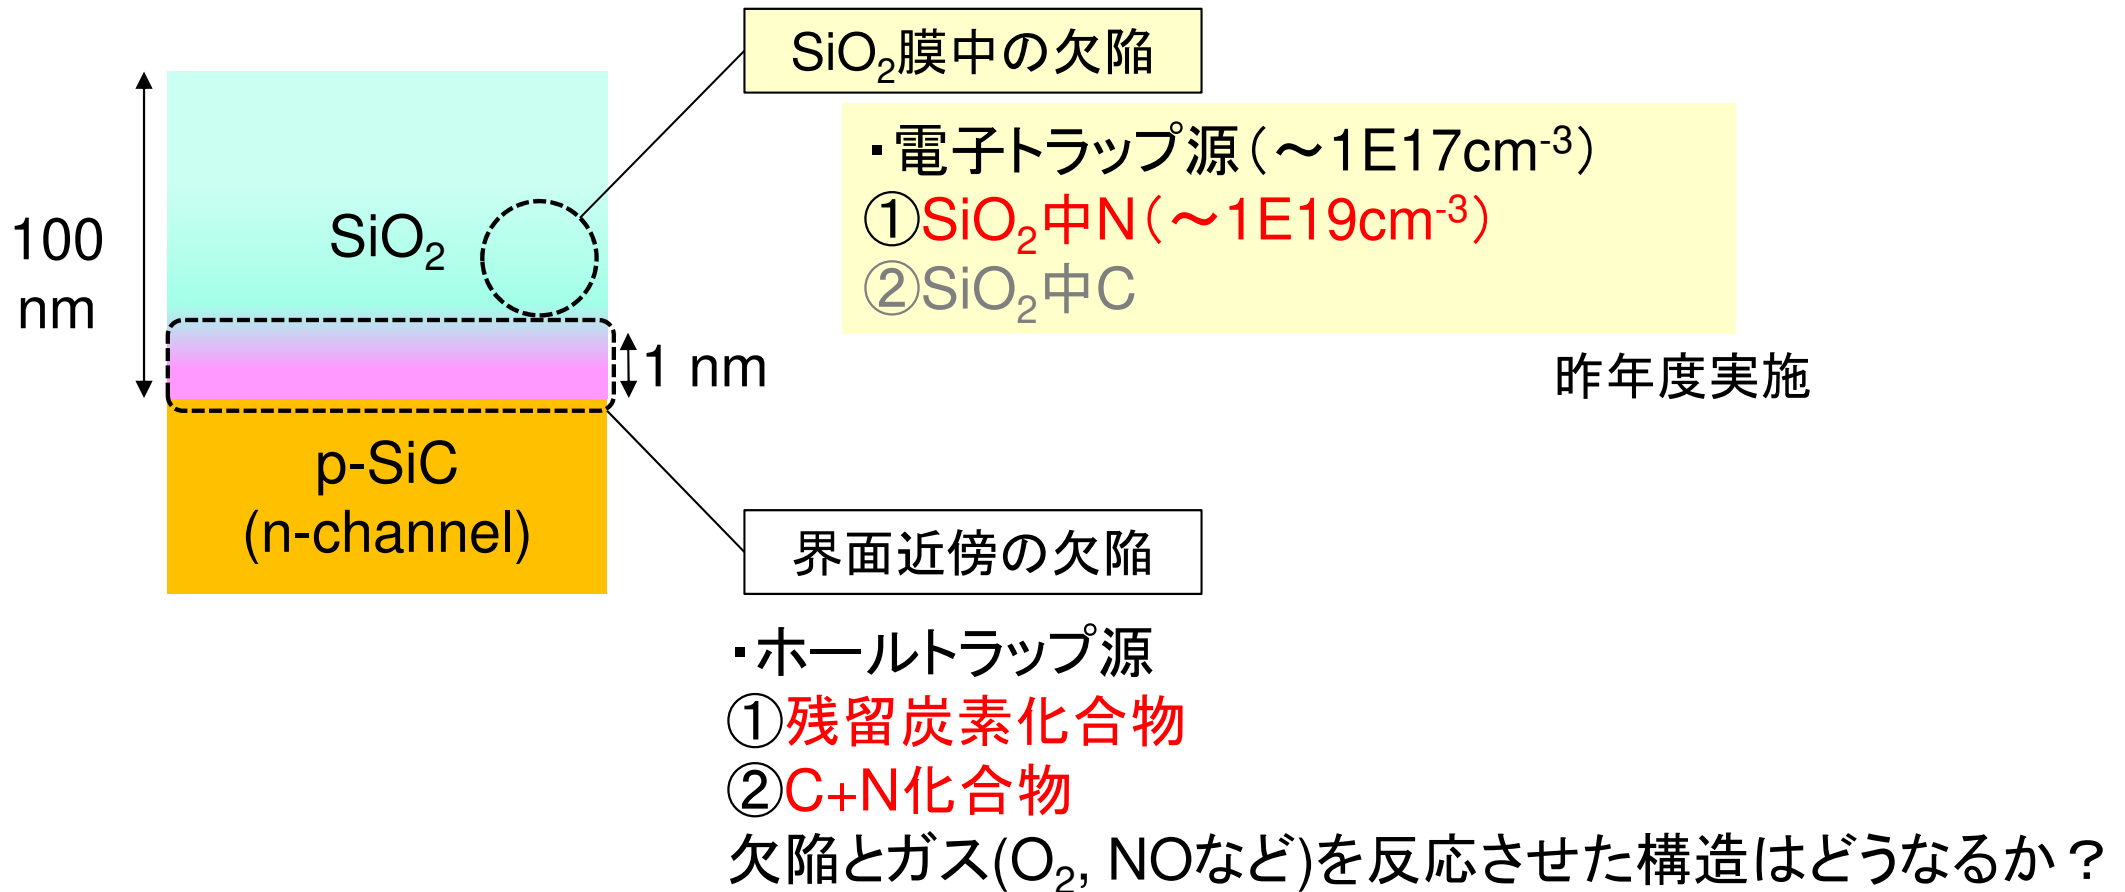 SiO₂膜中の欠陥
・電子トラップ源(～1E17cm⁻³)
①SiO₂中N(～1E19cm⁻³)
②SiO₂中C
昨年度実施
100
nm
SiO₂
1 nm
p-SiC
(n-channel)
界面近傍の欠陥
・ホールトラップ源
①残留炭素化合物
②C+N化合物
欠陥とガス(O₂, NOなど)を反応させた構造はどうなるか？